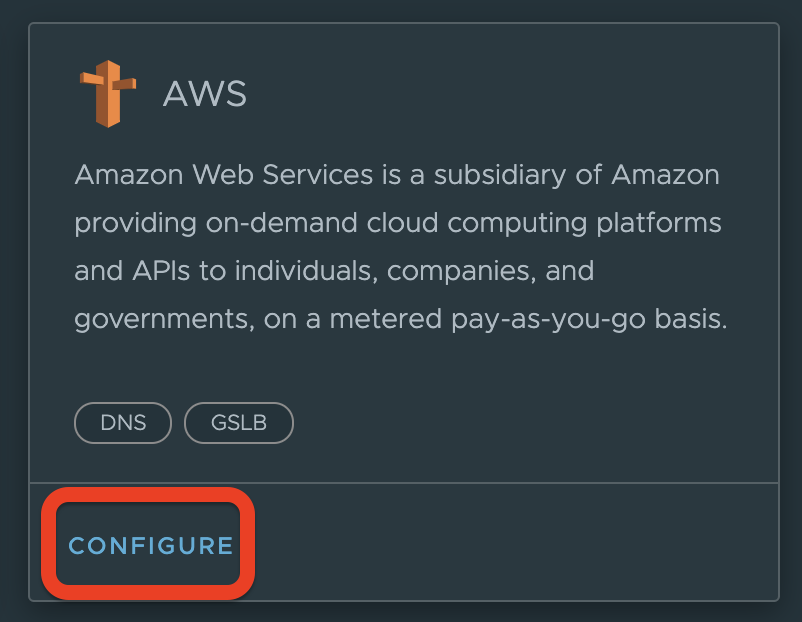 AWS
Amazon Web Services is a subsidiary of Amazon
providing on-demand cloud computing platforms
and APIs to individuals, companies, and
governments, on a metered pay-as-you-go basis.
DNS GSLB
CONFIGURE